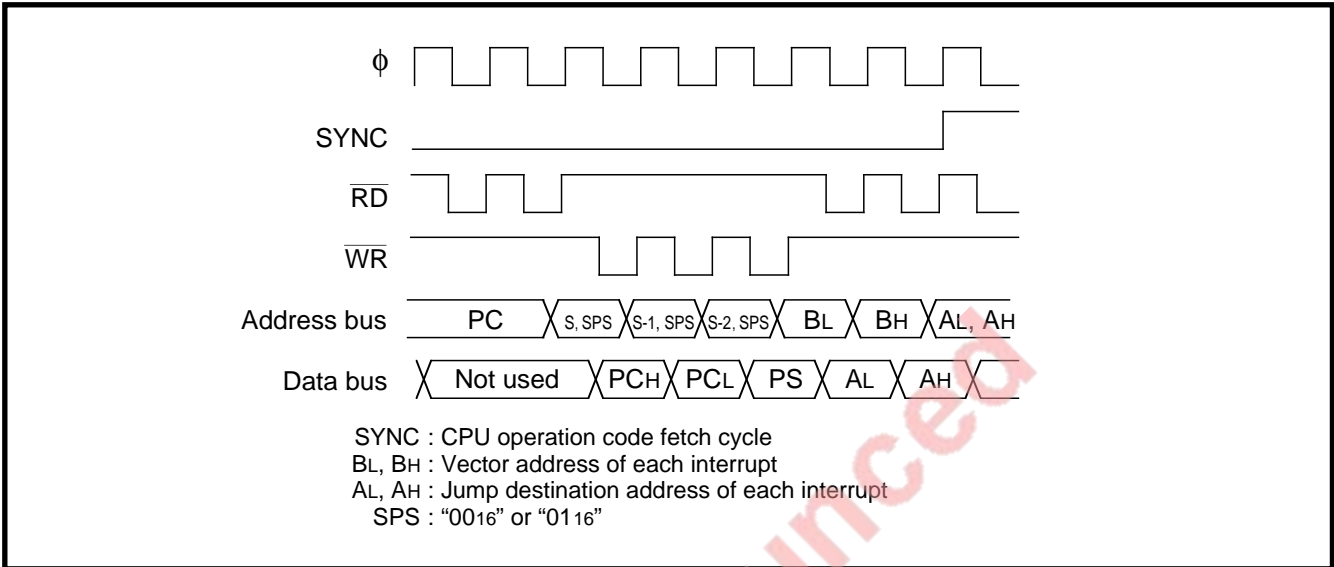 ϕ
SYNC
RD
WR
Address bus PC S, SPS S-1, SPS S-2, SPS BL BH AL, AH
Data bus Not used PCH PCL PS AL AH
SYNC : CPU operation code fetch cycle
BL, BH : Vector address of each interrupt
AL, AH : Jump destination address of each interrupt
SPS : “0016” or “0116”